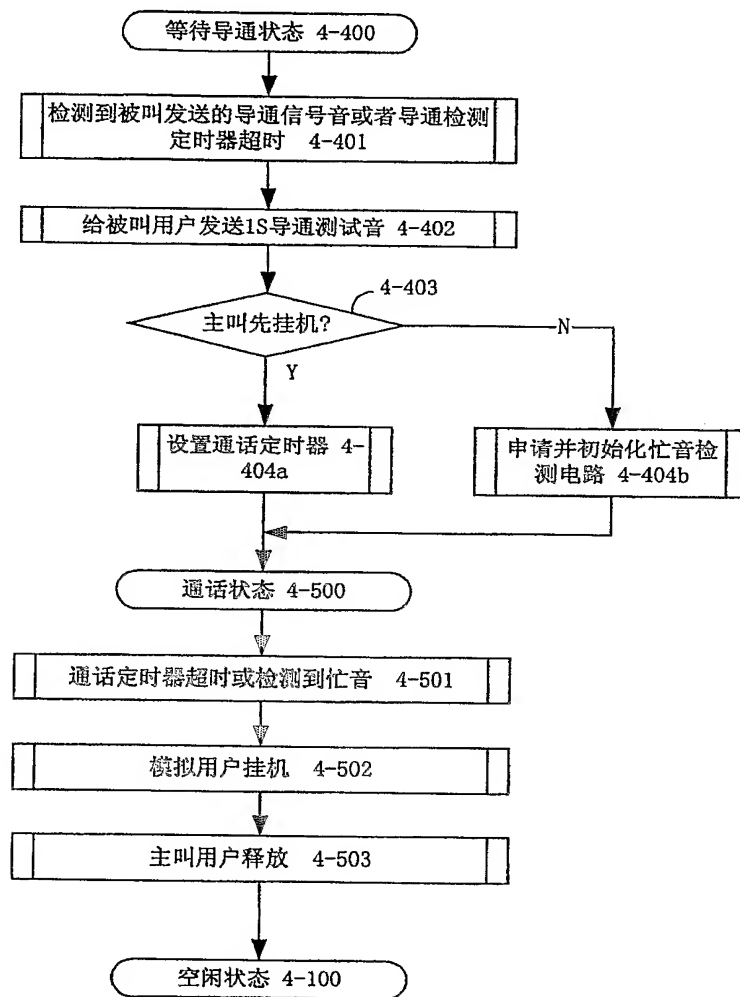 等待导通状态 4-400
检测到被叫发送的导通信号音或者导通检测
定时器超时 4-401
给被叫用户发送1S导通测试音 4-402
4-403
主叫先挂机?
N
Y
设置通话定时器 4-
404a
申请并初始化忙音检
测电路 4-404b
通话状态 4-500
通话定时器超时或检测到忙音 4-501
模拟用户挂机 4-502
主叫用户释放 4-503
空闲状态 4-100